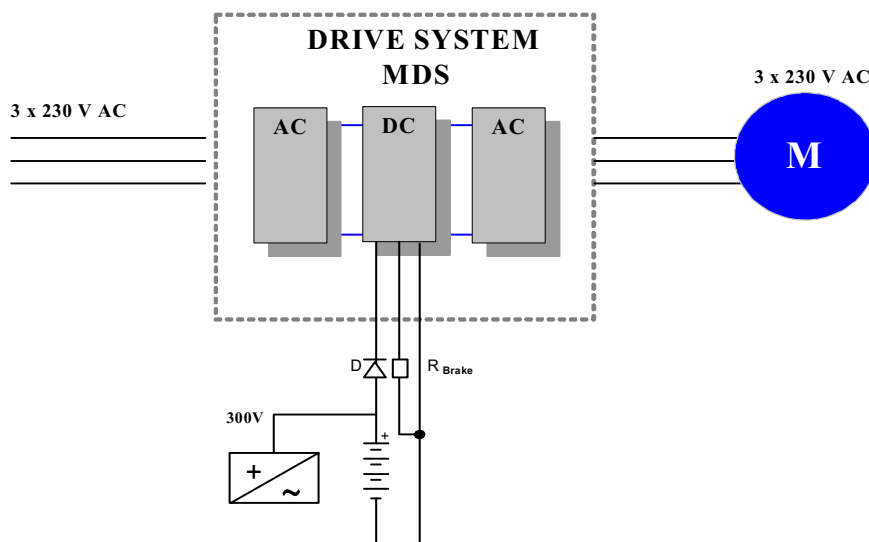 DRIVE SYSTEM
MDS
3 x 230 V AC
3 x 230 V AC
AC
DC
AC
M
D
R Brake
300V
+
+
~